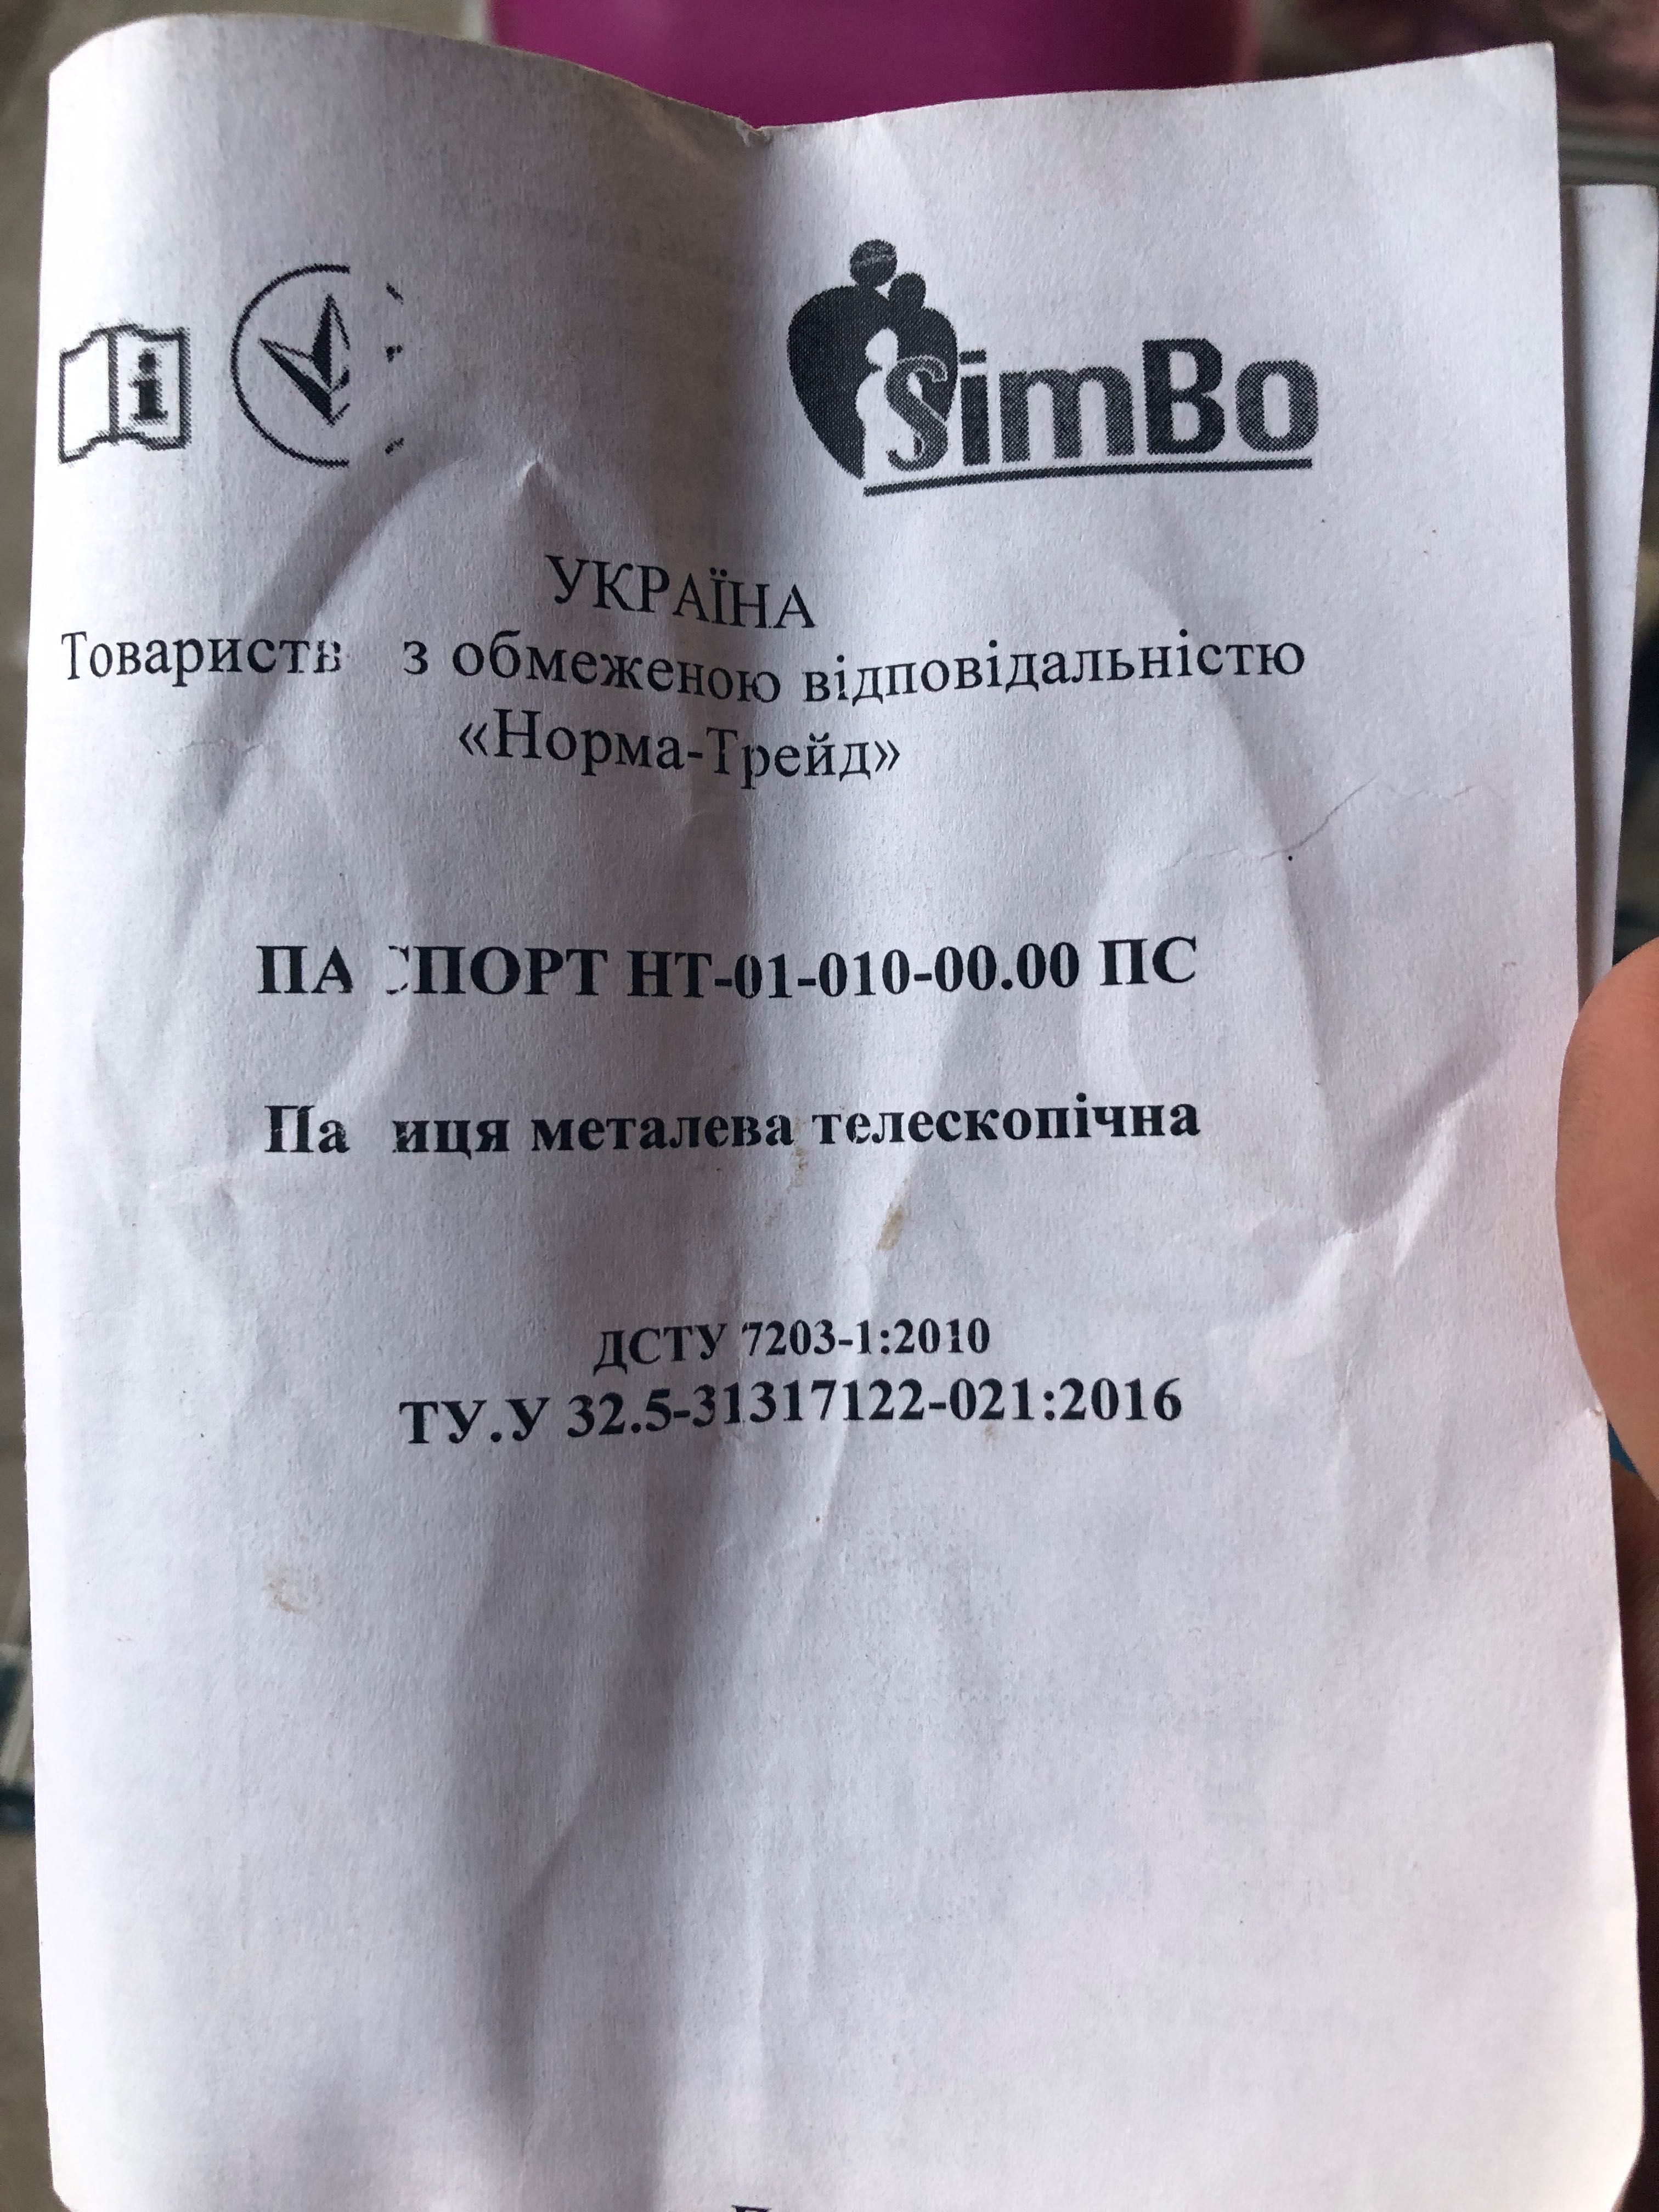 i
simBo
УКРАЇНА
Товариств з обмеженою відповідальністю
«Норма-Трейд»
ПА СПОРТ НТ-01-010-00.00 ПС
Па иця металева телескопічна
ДСТУ 7203-1:2010
ТУ.У 32.5-31317122-021:2016